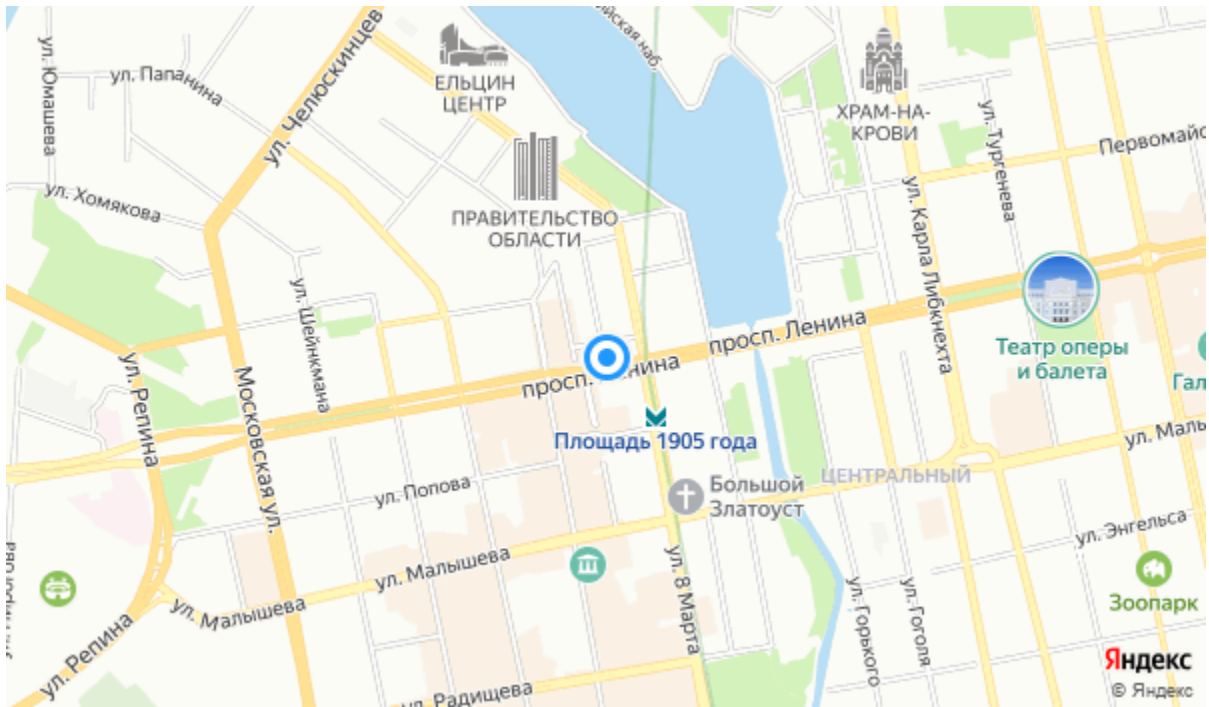 ул. Юмашева
ул. Папанина
ул. Челюскинцев
ЕЛЬЦИН
ЦЕНТР
наб.
ХРАМ-НА-
КРОВИ
ул. Тургенева
Первомайс
ул. Хомякова
ПРАВИТЕЛЬСТВО
ОБЛАСТИ
ул. Карла Либкнехта
ул. Шейнкмана
просп. Ленина
Театр оперы
и балета
Гал
ул. Репина
Московская ул.
просп. Ленина
Площадь 1905 года
ул. Малы
ЦЕНТРАЛЬНЫЙ
ул. Попова
Большой
Златоуст
ул. Энгельса
ул. Малышева
ул. 8 Марта
ул. Горького
ул. Гоголя
Зоопарк
ул. Малышева
ул. Репина
ул. Радищева
Яндекс
© Яндекс